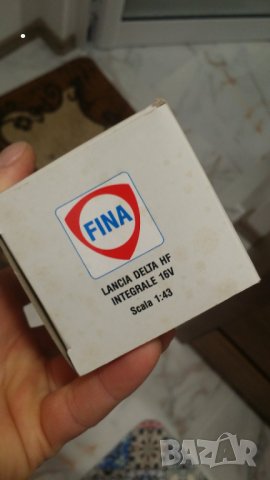 FINA
LANCIA DELTA HF
INTEGRALE 16V
Scala 1:43
BAZAR